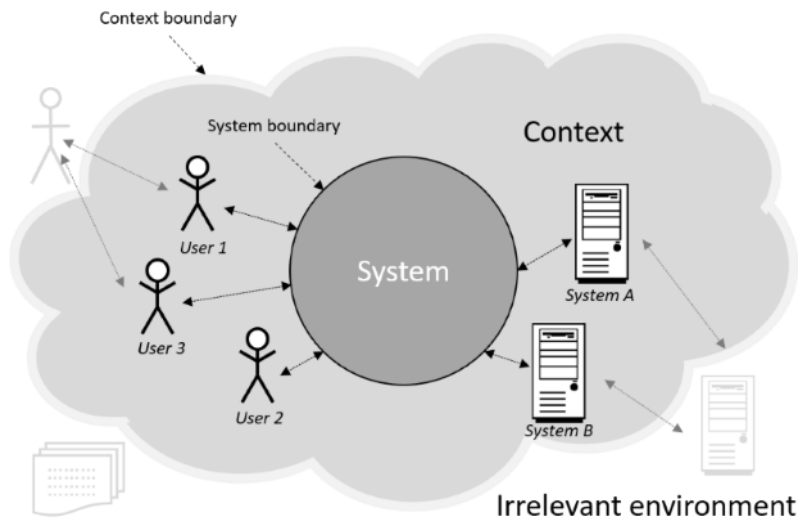 Context boundary
System boundary
Context
User 1
System
System A
User 3
User 2
System B
Irrelevant environment